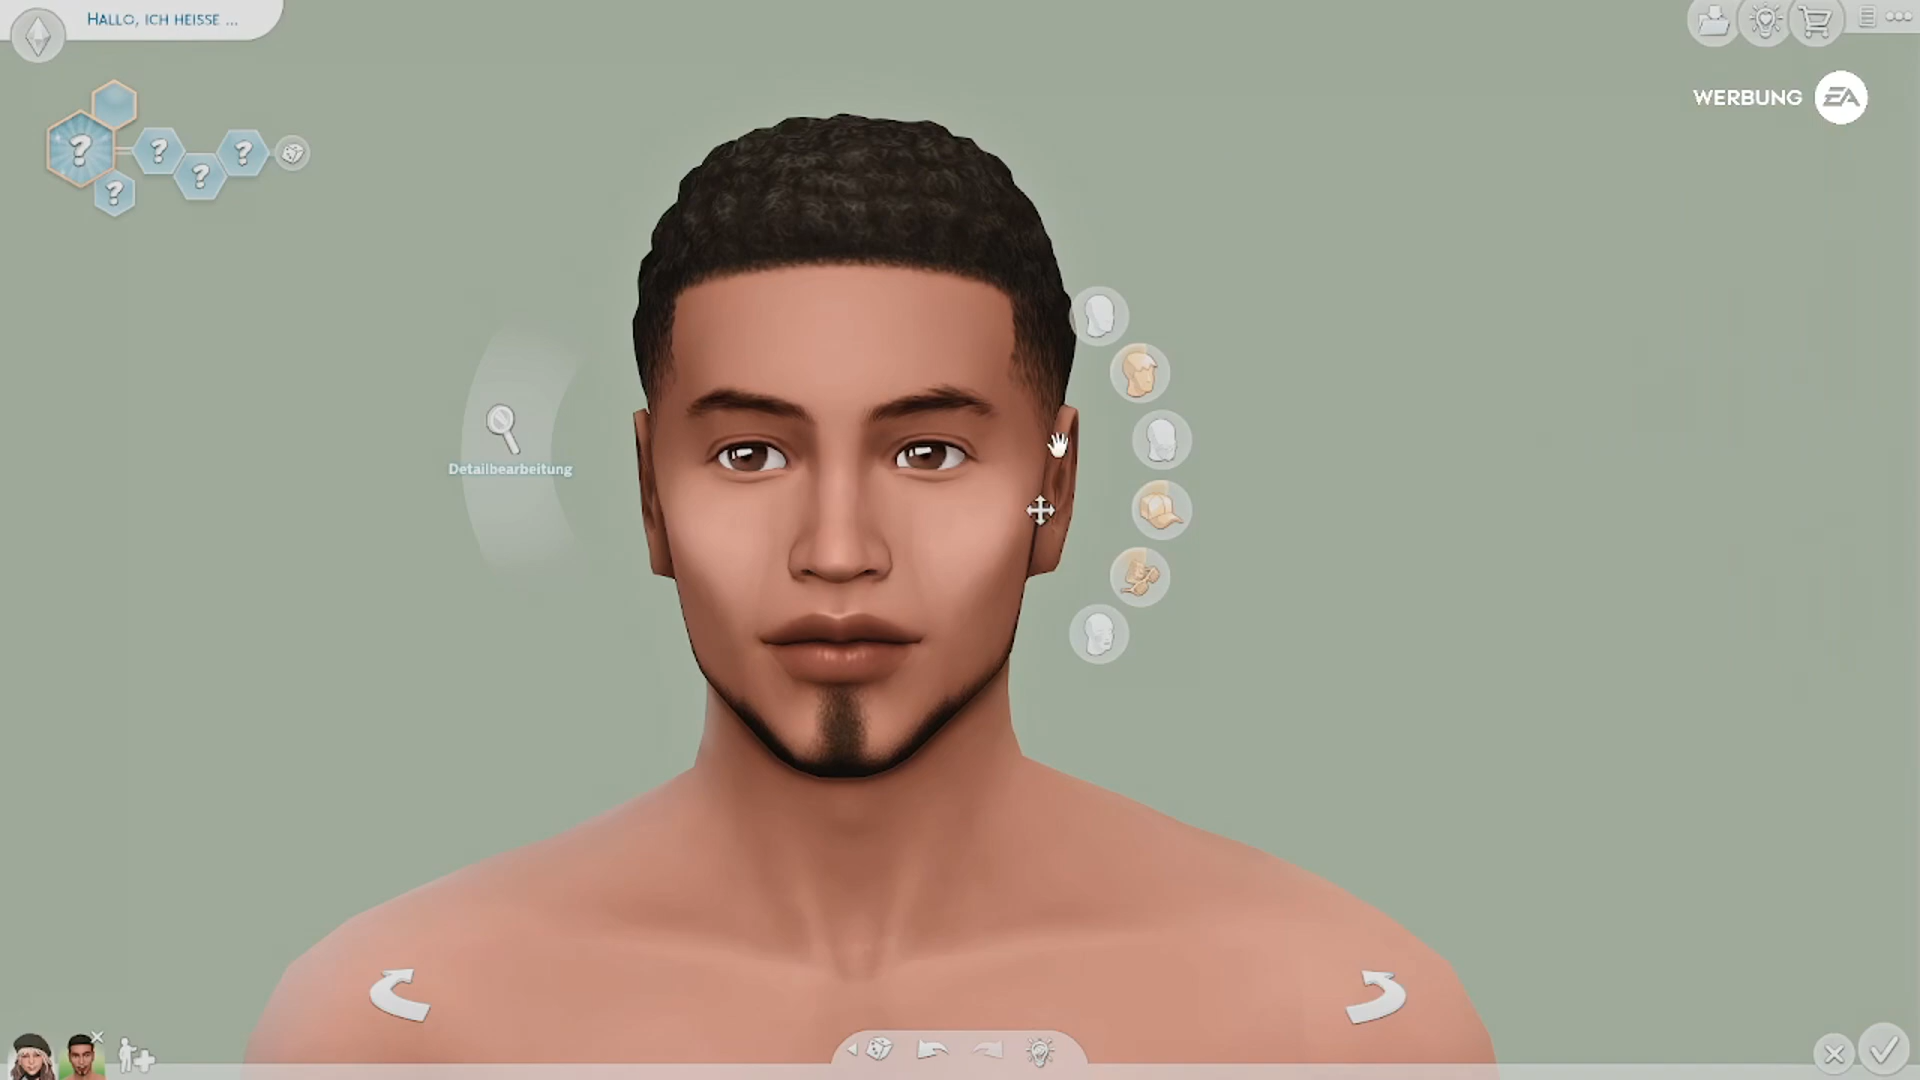 HALLO, ICH HEISSE ...
WERBUNG EA
? ? ? ?
?
Detailbearbeitung